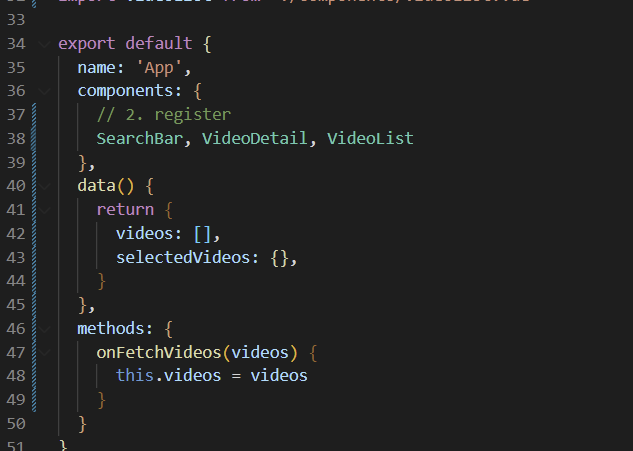 33
34 export default {
35 name: 'App',
36 components: {
37 // 2. register
38 SearchBar, VideoDetail, VideoList
39 },
40 data() {
41 return {
42 videos: [],
43 selectedVideos: {},
44 }
45 },
46 methods: {
47 onFetchVideos(videos) {
48 this.videos = videos
49 }
50 }
51 }